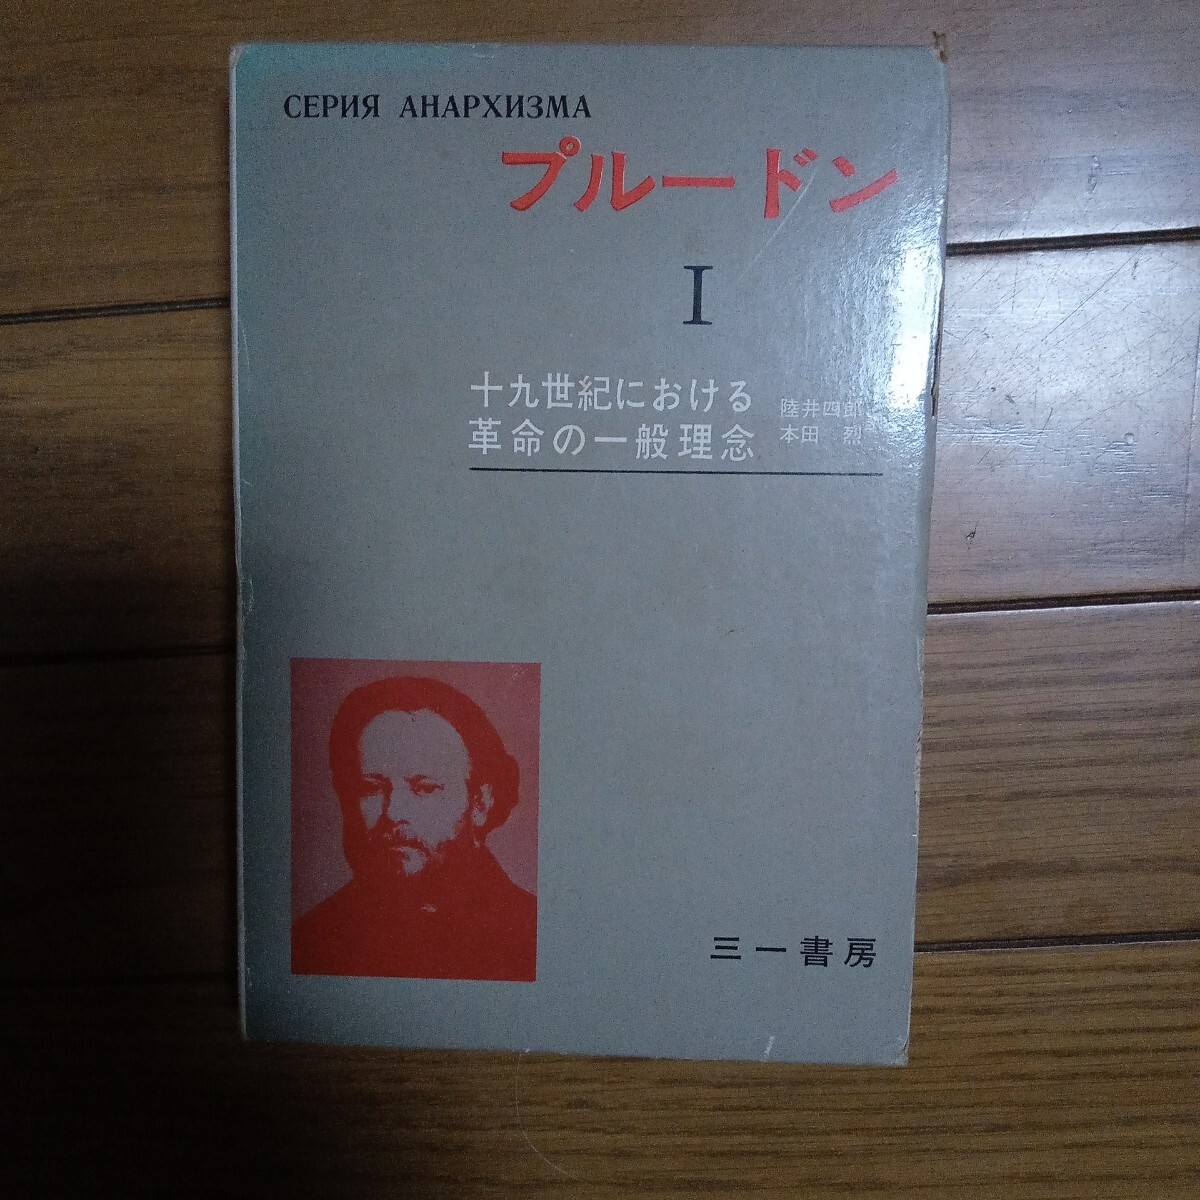 СЕРИЯ АНАРХИЗМА
プルードン
I
十九世紀における
革命の一般理念
陸井四郎
本田 烈
三一書房